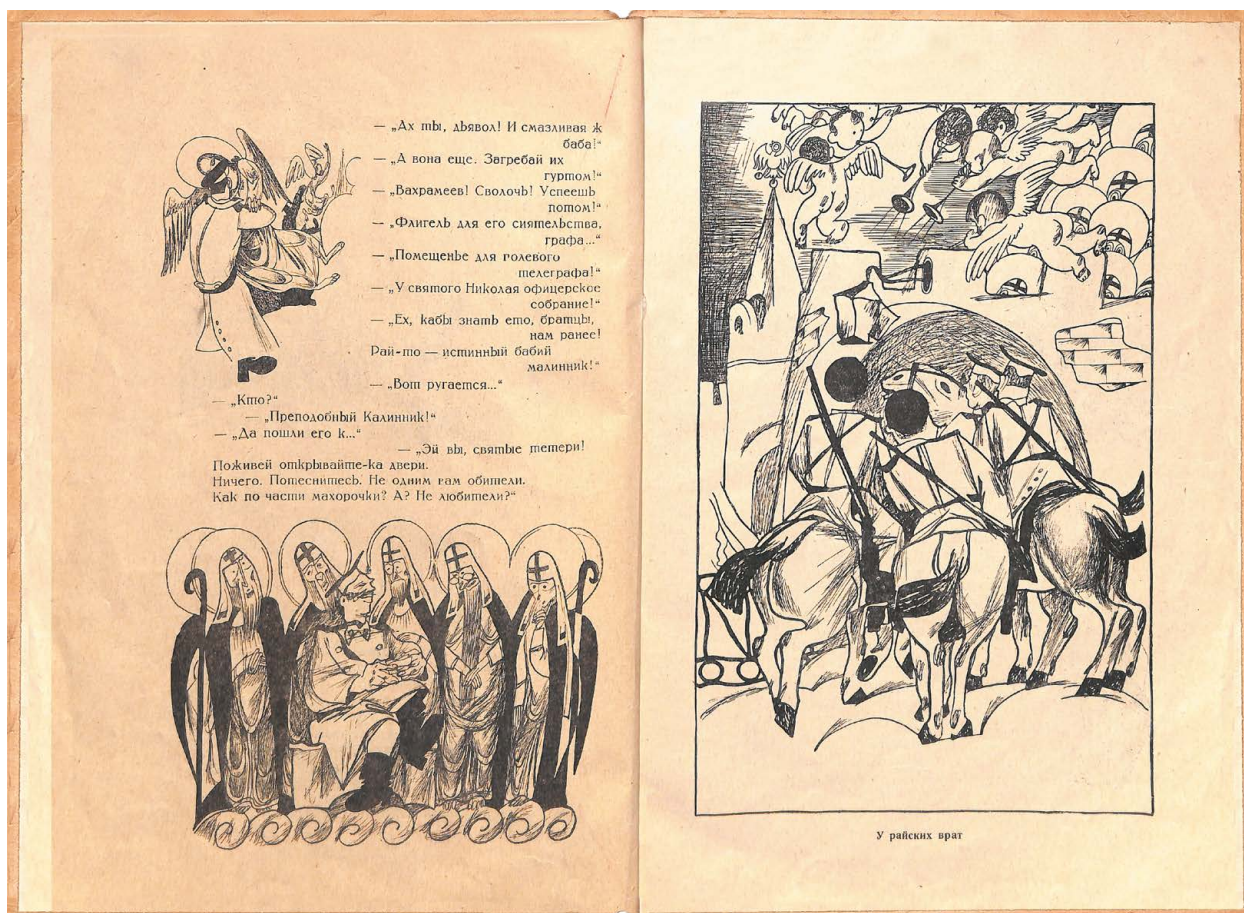 — „Ах ты, дьявол! И смазливая ж
баба!“
— „А вона еще. Загребай их
гуртом!“
— „Вахрамеев! Сволочь! Успеешь
потом!“
— „Флигель для его сиятельства,
графа...“
— „Помещенье для голевого
телеграфа!“
— „У святого Николая офицерское
собрание!“
— „Ех, кабы знать ето, братцы,
нам ранее!
Рай-то — истинный бабий
малинник!“
— „Вот ругается...“
— „Кто?“
— „Преподобный Калинник!“
— „Да пошли его к...“
— „Эй вы, святые тетери!
Поживей открывайте-ка двери.
Ничего. Потеснитесь. Не одним вам обители.
Как по части махорочки? А? Не любители?“
У райских врат